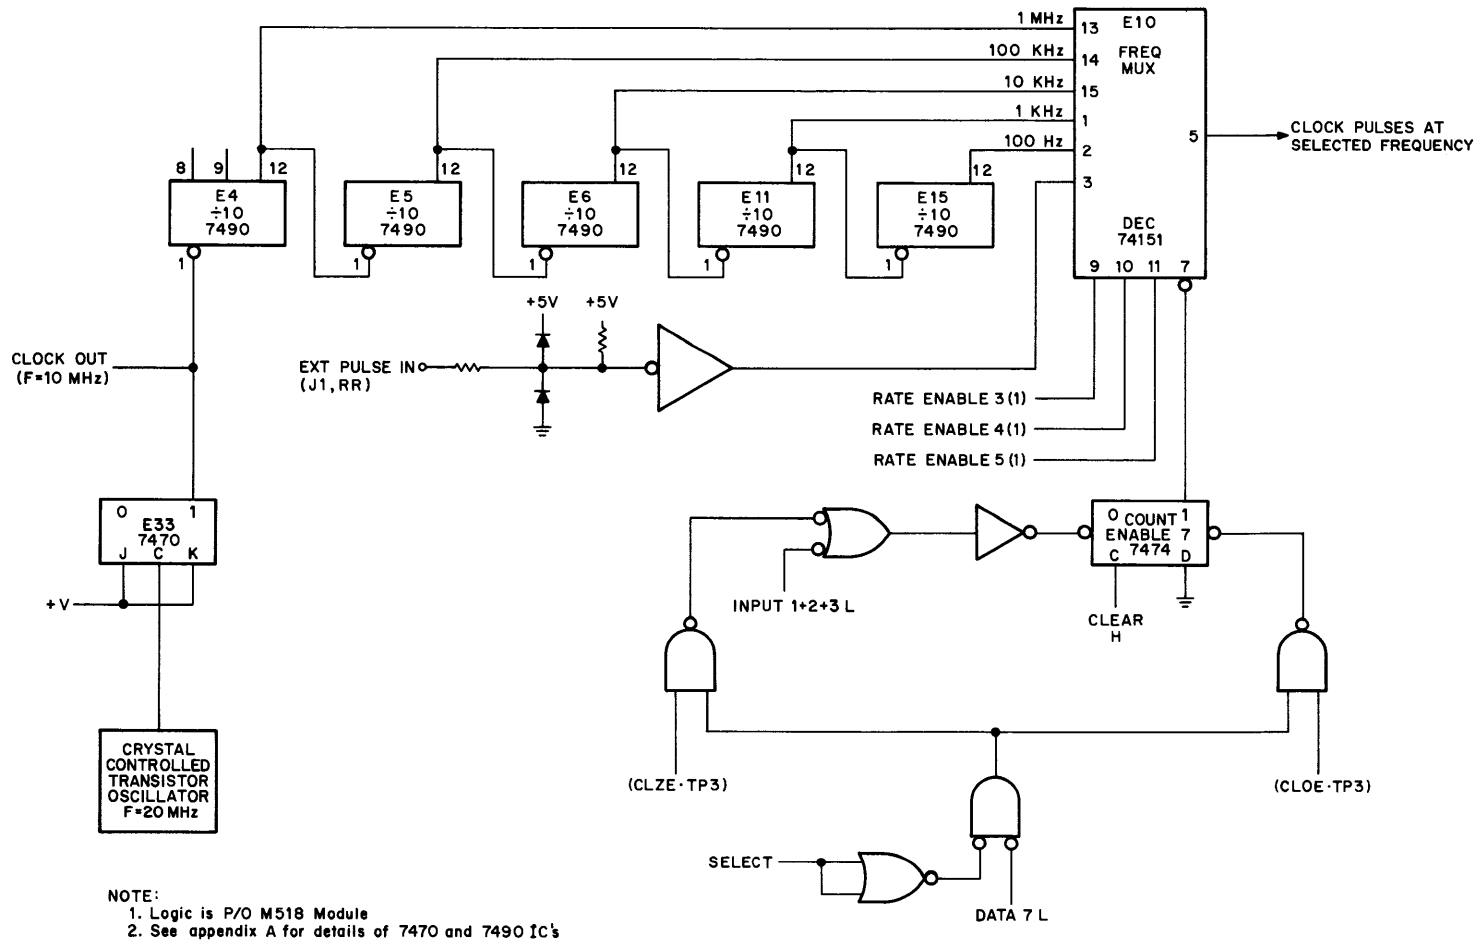 1 MHz
13
E10
100 KHz
14
FREQ
MUX
10 KHz
15
1 KHz
1
100 Hz
2
3
5
CLOCK PULSES AT
SELECTED FREQUENCY
DEC
74151
9 10 11 7
8 9 12
E4
÷10
7490
1
12
E5
÷10
7490
1
12
E6
÷10
7490
1
12
E11
÷10
7490
1
12
E15
÷10
7490
1
+5V +5V
CLOCK OUT
(F=10 MHz)
EXT PULSE IN
(J1,RR)
RATE ENABLE 3(1)
RATE ENABLE 4(1)
RATE ENABLE 5(1)
0 1
E33
7470
J C K
+V
0 COUNT 1
ENABLE 7
7474
C D
INPUT 1+2+3 L
CLEAR
H
CRYSTAL
CONTROLLED
TRANSISTOR
OSCILLATOR
F=20 MHz
(CLZE·TP3)
(CLOE·TP3)
SELECT
DATA 7 L
NOTE:
1. Logic is P/O M518 Module
2. See appendix A for details of 7470 and 7490 IC's